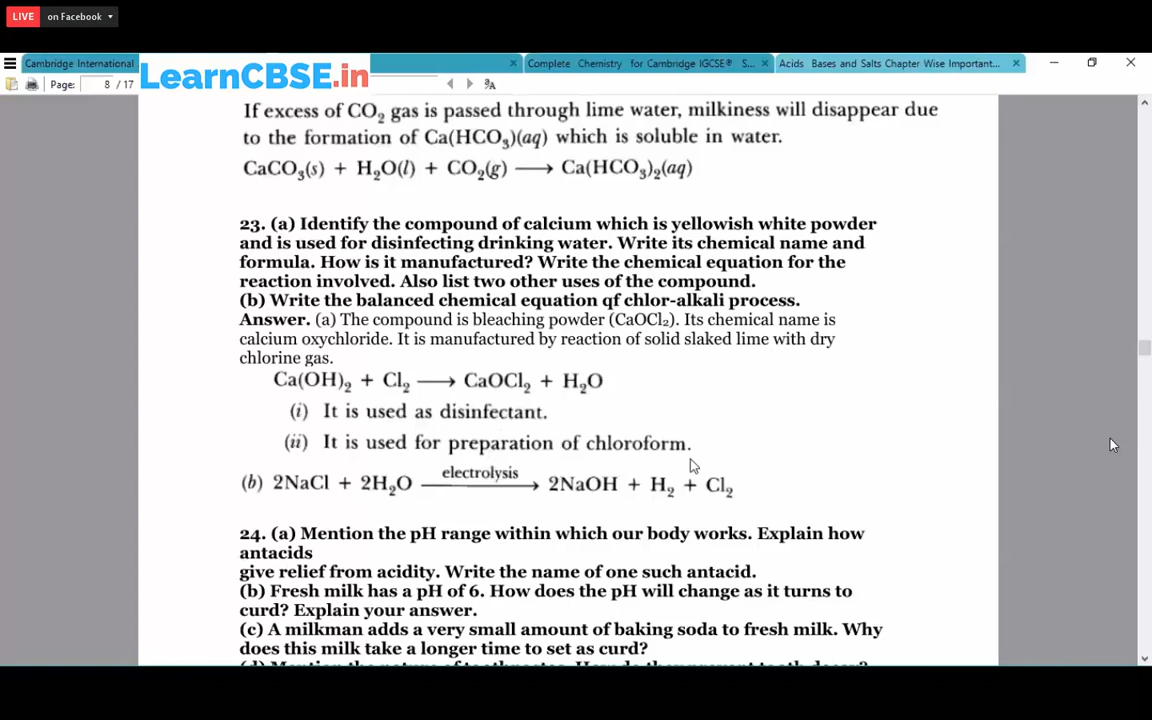 LIVE on Facebook
Cambridge International
Complete Chemistry for Cambridge IGCSE® S...
Acids Bases and Salts Chapter Wise Important...
Page: 8 / 17
LearnCBSE.in
If excess of CO₂ gas is passed through lime water, milkiness will disappear due
to the formation of Ca(HCO₃)(aq) which is soluble in water.
CaCO₃(s) + H₂O(l) + CO₂(g) ⟶ Ca(HCO₃)₂(aq)
23. (a) Identify the compound of calcium which is yellowish white powder
and is used for disinfecting drinking water. Write its chemical name and
formula. How is it manufactured? Write the chemical equation for the
reaction involved. Also list two other uses of the compound.
(b) Write the balanced chemical equation qf chlor-alkali process.
Answer. (a) The compound is bleaching powder (CaOCl₂). Its chemical name is
calcium oxychloride. It is manufactured by reaction of solid slaked lime with dry
chlorine gas.
Ca(OH)₂ + Cl₂ ⟶ CaOCl₂ + H₂O
(i) It is used as disinfectant.
(ii) It is used for preparation of chloroform.
electrolysis
(b) 2NaCl + 2H₂O ⟶ 2NaOH + H₂ + Cl₂
24. (a) Mention the pH range within which our body works. Explain how
antacids
give relief from acidity. Write the name of one such antacid.
(b) Fresh milk has a pH of 6. How does the pH will change as it turns to
curd? Explain your answer.
(c) A milkman adds a very small amount of baking soda to fresh milk. Why
does this milk take a longer time to set as curd?
(d) Mention the nature of toothpastes. How do they prevent tooth decay?